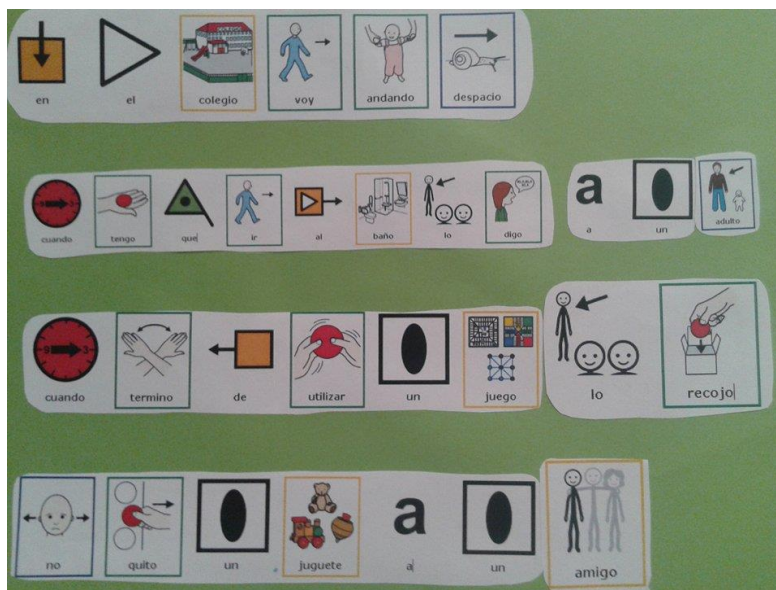 en el colegio voy andando despacio
cuando tengo que ir al baño lo digo a a un adulto
cuando termino de utilizar un juego lo recojo
no quito un juguete a a un amigo